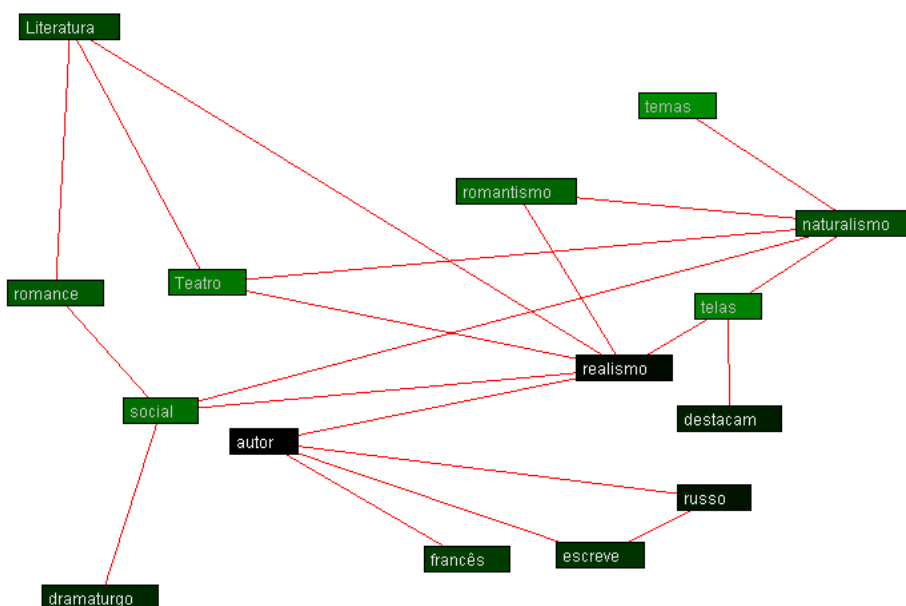 Literatura
temas
romantismo
naturalismo
Teatro
romance
telas
realismo
social
destacam
autor
russo
francês
escreve
dramaturgo